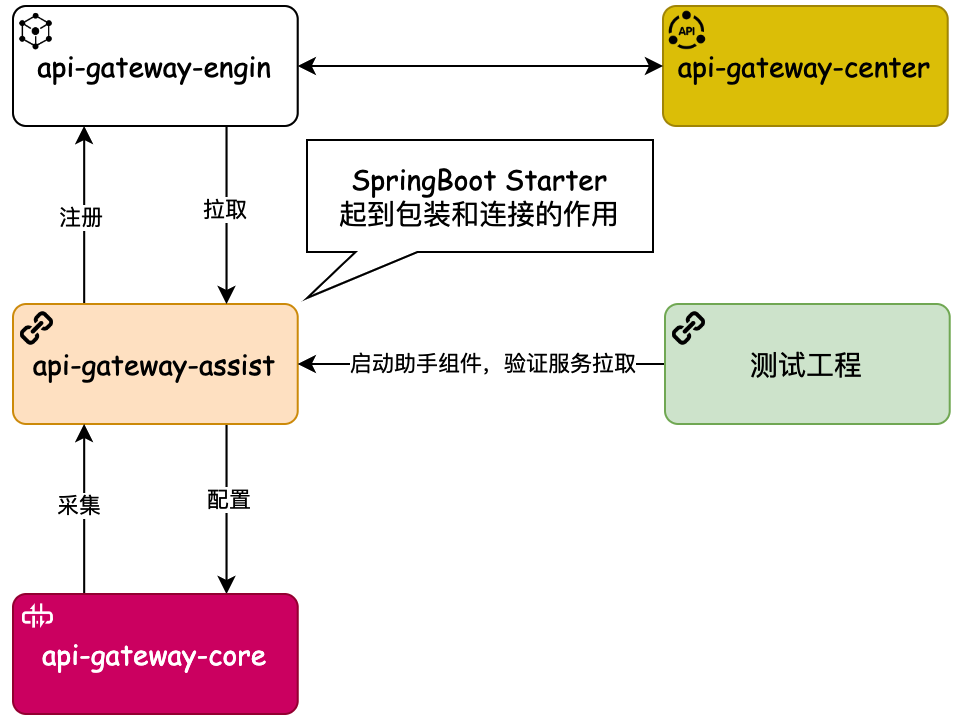 api-gateway-engin
API
api-gateway-center
SpringBoot Starter
起到包装和连接的作用
注册
拉取
api-gateway-assist
启动助手组件，验证服务拉取
测试工程
采集
配置
api-gateway-core